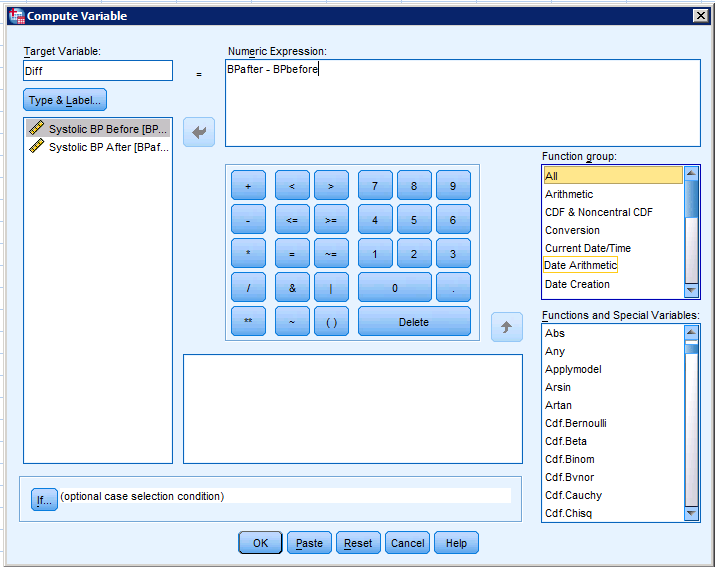 Compute Variable
Target Variable:
Diff
=
Numeric Expression:
BPafter - BPbefore
Type & Label...
Systolic BP Before [BP...
Systolic BP After [BPaf...
+ < > 7 8 9
- <= >= 4 5 6
* = ~= 1 2 3
/ & | 0 .
** ~ ( ) Delete
Function group:
All
Arithmetic
CDF & Noncentral CDF
Conversion
Current Date/Time
Date Arithmetic
Date Creation
Functions and Special Variables:
Abs
Any
Applymodel
Arsin
Artan
Cdf.Bernoulli
Cdf.Beta
Cdf.Binom
Cdf.Bvnor
Cdf.Cauchy
Cdf.Chisq
If... (optional case selection condition)
OK Paste Reset Cancel Help